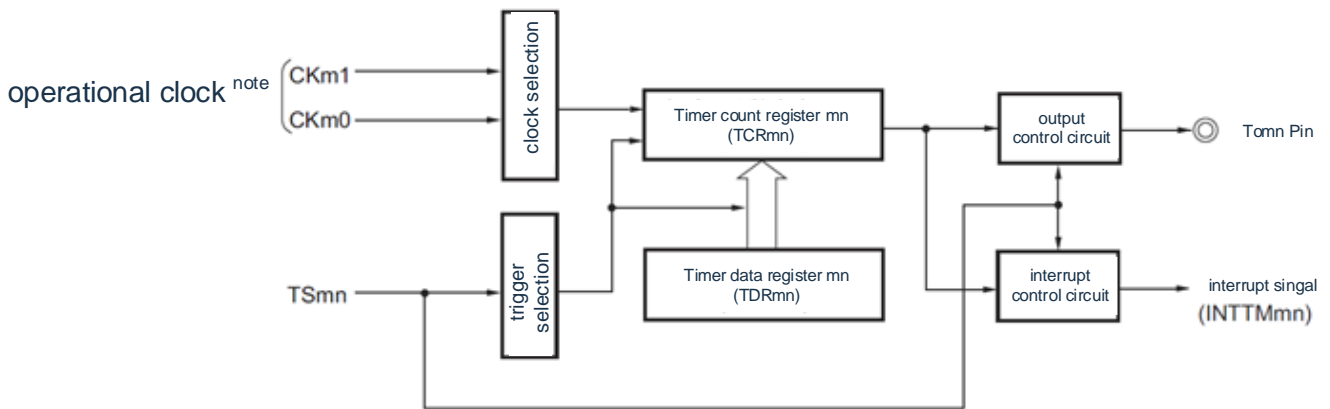 operational clock note
CKm1
CKm0
clock selection
Timer count register mn
(TCRmn)
output
control circuit
Tomn Pin
TSmn
trigger
selection
Timer data register mn
(TDRmn)
interrupt
control circuit
interrupt singal
(INTTMmn)